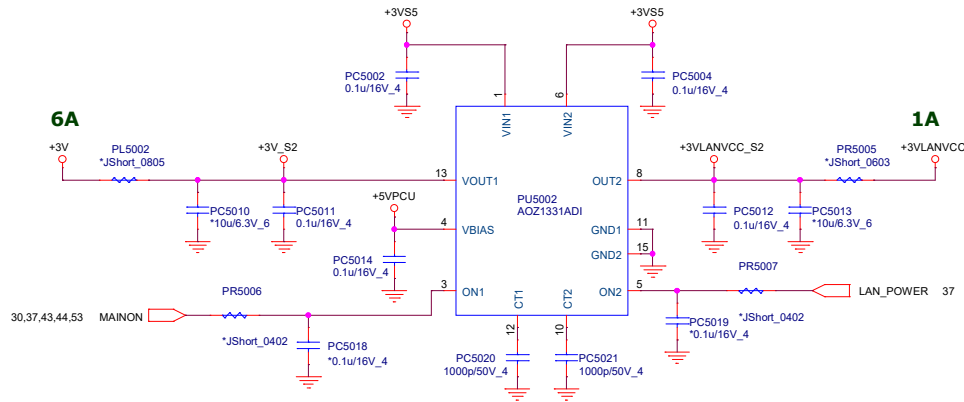 +3VS5
+3VS5
PC5002
0.1u/16V_4
PC5004
0.1u/16V_4
1
6
VIN1
VIN2
6A
1A
+3V
PL5002
*JShort_0805
+3V_S2
+3VLANVCC_S2
PR5005
*JShort_0603
+3VLANVCC
13
VOUT1
OUT2
8
PU5002
AOZ1331ADI
PC5010
*10u/6.3V_6
PC5011
0.1u/16V_4
+5VPCU
PC5012
0.1u/16V_4
PC5013
*10u/6.3V_6
4
VBIAS
GND1
11
GND2
15
PC5014
0.1u/16V_4
PR5006
3
ON1
ON2
5
PR5007
LAN_POWER 37
30,37,43,44,53 MAINON
*JShort_0402
CT1
CT2
*JShort_0402
PC5018
*0.1u/16V_4
PC5019
*0.1u/16V_4
12
10
PC5020
1000p/50V_4
PC5021
1000p/50V_4